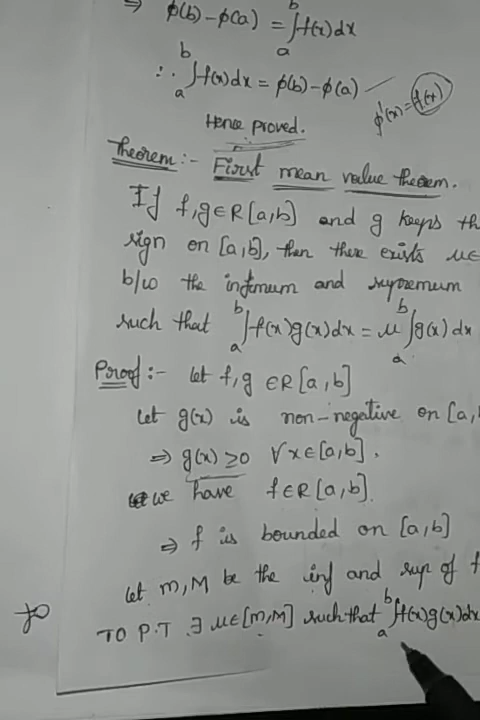 ⇒ φ(b)-φ(a) = ∫_a^b f(x)dx
∴ ∫_a^b f(x)dx = φ(b)-φ(a)
φ'(x)=f(x)
Hence proved.
Theorem:- First mean value theorem.
If f,g∈R[a,b] and g keeps
sign on [a,b], then there exists μ∈
b/w the infimum and supremum
such that ∫_a^b f(x)g(x)dx = μ ∫_a^b g(x)dx
Proof:- let f,g ∈R[a,b]
Let g(x) is non-negative on [a,
⇒ g(x)≥0 ∀x∈[a,b].
we have f∈R[a,b].
⇒ f is bounded on [a,b]
Let m,M be the inf and sup of f
TO P.T ∃ μ∈[m,M] such that ∫_a^b f(x)g(x)dx